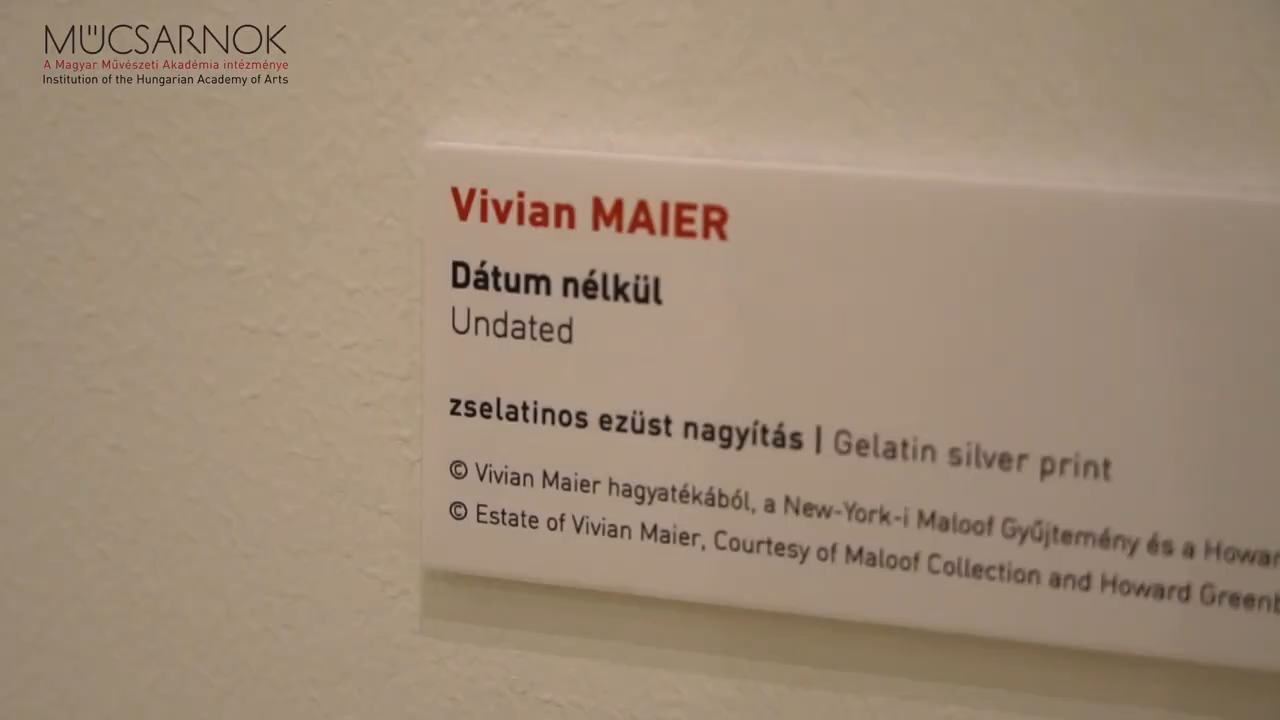 MŰCSARNOK
A Magyar Művészeti Akadémia intézménye
Institution of the Hungarian Academy of Arts
Vivian MAIER
Dátum nélkül
Undated
zselatinos ezüst nagyítás | Gelatin silver print
© Vivian Maier hagyatékából, a New-York-i Maloof Gyűjtemény és a
© Estate of Vivian Maier, Courtesy of Maloof Collection and Howard